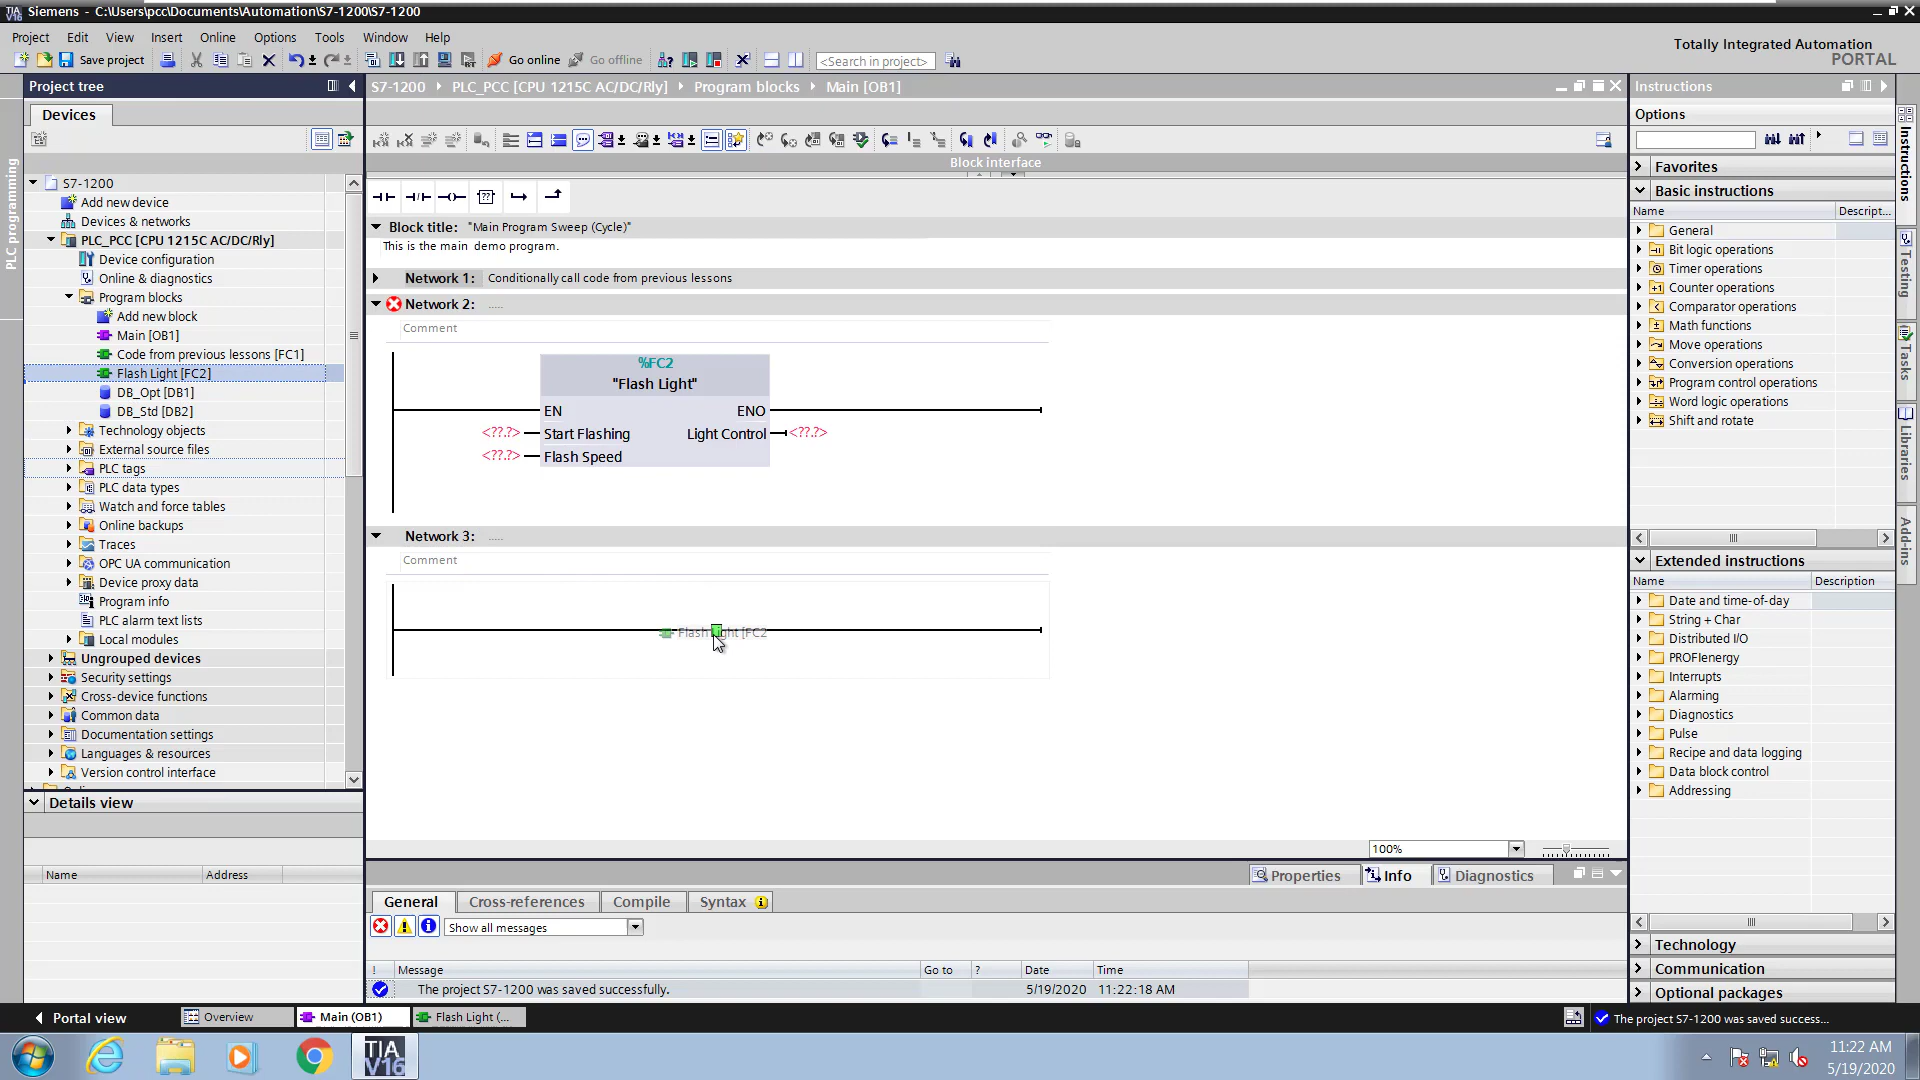 Siemens - C:\Users\pcc\Documents\Automation\S7-1200\S7-1200
Project Edit View Insert Online Options Tools Window Help
Totally Integrated Automation
PORTAL
Save project Go online Go offline <Search in project>
Project tree
S7-1200 PLC_PCC [CPU 1215C AC/DC/Rly] Program blocks Main [OB1]
Instructions
Devices
Options
PLC programming
Block interface
Favorites
Basic instructions
Name Descript...
S7-1200
Add new device
Devices & networks
PLC_PCC [CPU 1215C AC/DC/Rly]
Device configuration
Online & diagnostics
Program blocks
Add new block
Main [OB1]
Code from previous lessons [FC1]
Flash Light [FC2]
DB_Opt [DB1]
DB_Std [DB2]
Technology objects
External source files
PLC tags
PLC data types
Watch and force tables
Online backups
Traces
OPC UA communication
Device proxy data
Program info
PLC alarm text lists
Local modules
Ungrouped devices
Security settings
Cross-device functions
Common data
Documentation settings
Languages & resources
Version control interface
Details view
Name Address
Block title: "Main Program Sweep (Cycle)"
This is the main demo program.
Network 1: Conditionally call code from previous lessons
Network 2: .....
Comment
%FC2
"Flash Light"
EN ENO
<??.?> Start Flashing Light Control <??.?>
<??.?> Flash Speed
Network 3: .....
Comment
Flash Light [FC2
100%
Properties Info Diagnostics
General Cross-references Compile Syntax
Show all messages
! Message Go to ? Date Time
The project S7-1200 was saved successfully. 5/19/2020 11:22:18 AM
General
Bit logic operations
Timer operations
Counter operations
Comparator operations
Math functions
Move operations
Conversion operations
Program control operations
Word logic operations
Shift and rotate
Extended instructions
Name Description
Date and time-of-day
String + Char
Distributed I/O
PROFIenergy
Interrupts
Alarming
Diagnostics
Pulse
Recipe and data logging
Data block control
Addressing
Technology
Communication
Optional packages
Instructions
Testing
Tasks
Libraries
Add-ins
Portal view Overview Main (OB1) Flash Light (...
The project S7-1200 was saved success...
TIA V16
11:22 AM
5/19/2020